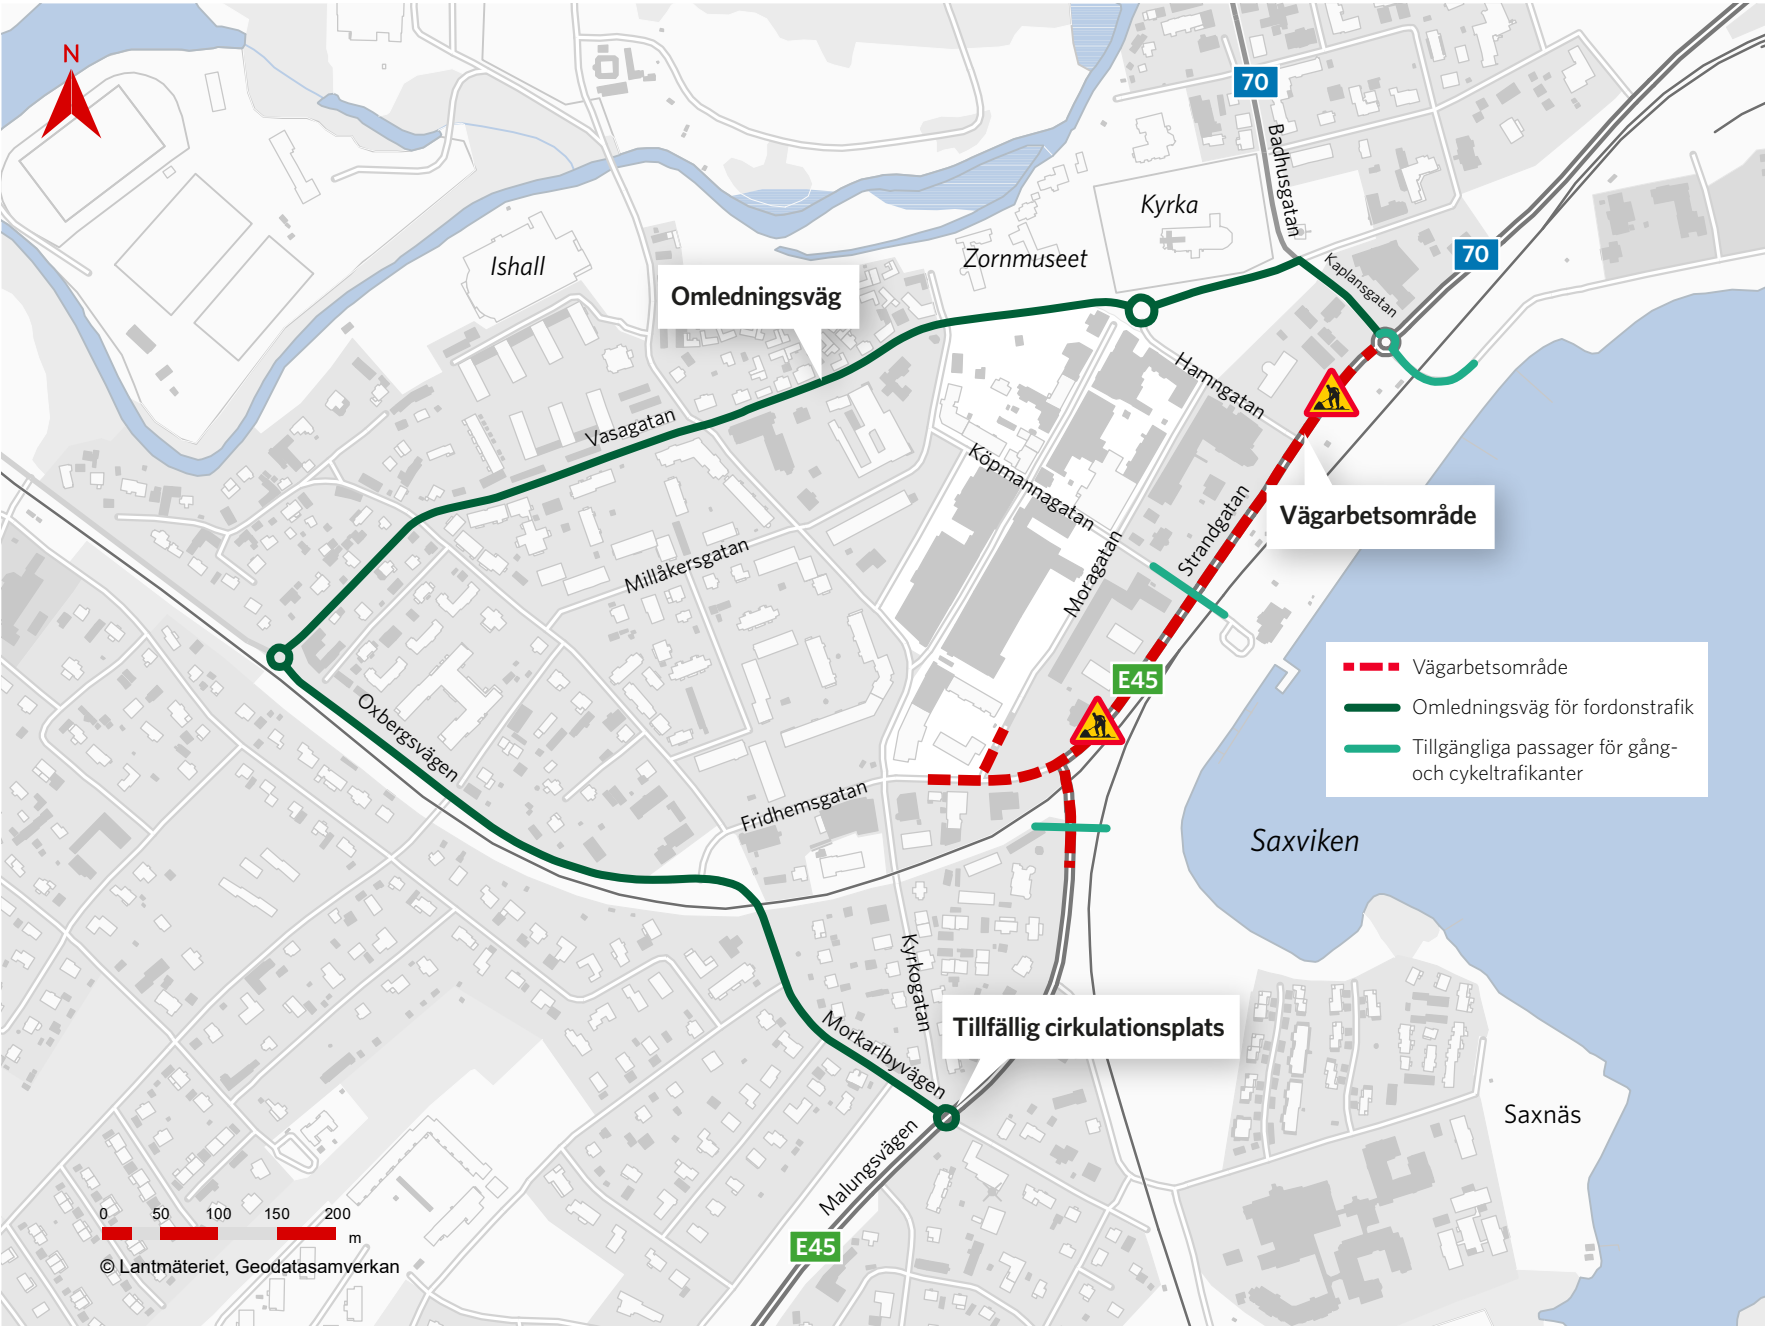 N
70
Badhusgatan
Kyrka
70
Ishall
Zornmuseet
Kaplansgatan
Omledningsväg
Hamngatan
Vasagatan
Köpmannagatan
Strandgatan
Vägarbetsområde
Millåkersgatan
Moragatan
E45
Vägarbetsområde
Omledningsväg för fordonstrafik
Tillgängliga passager för gång-
och cykeltrafikanter
Oxbergsvägen
Fridhemsgatan
Saxviken
Kyrkogatan
Tillfällig cirkulationsplats
Morkarlbyvägen
Saxnäs
Malungsvägen
E45
0 50 100 150 200
m
© Lantmäteriet, Geodatasamverkan